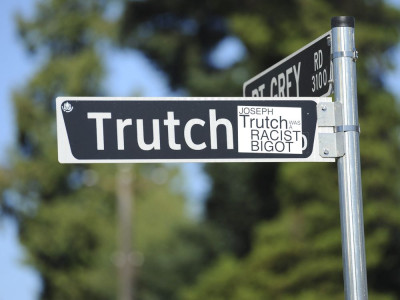 PT. GREY RD
3100
Trutch
JOSEPH
Trutch WAS
RACIST
BIGOT